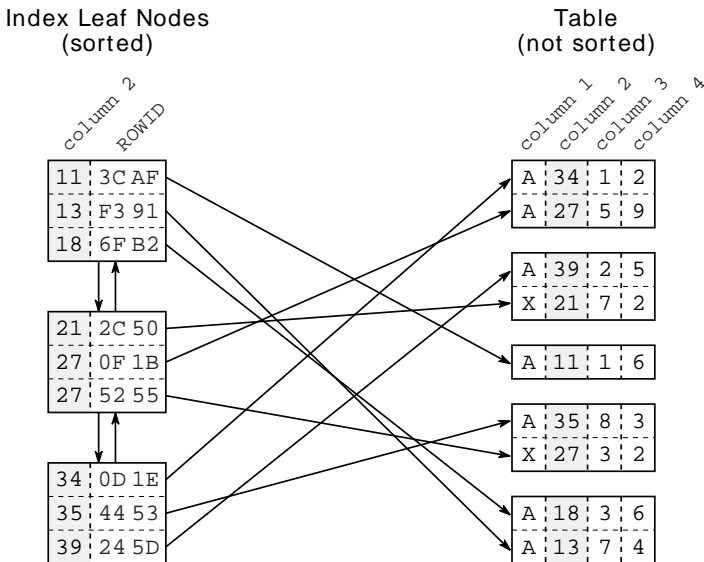 Index Leaf Nodes
(sorted)
column 2
ROWID
11 3C AF
13 F3 91
18 6F B2
21 2C 50
27 0F 1B
27 52 55
34 0D 1E
35 44 53
39 24 5D
Table
(not sorted)
column 1
column 2
column 3
column 4
A 34 1 2
A 27 5 9
A 39 2 5
X 21 7 2
A 11 1 6
A 35 8 3
X 27 3 2
A 18 3 6
A 13 7 4